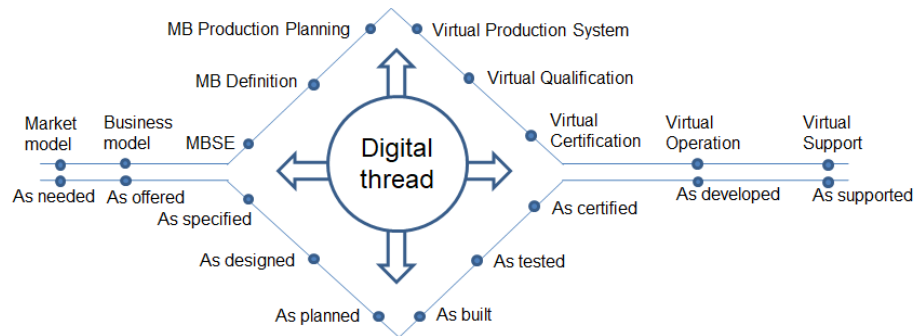 MB Production Planning
Virtual Production System
MB Definition
Virtual Qualification
Market
model
Business
model
MBSE
Digital
thread
Virtual
Certification
Virtual
Operation
Virtual
Support
As needed
As offered
As specified
As certified
As developed
As supported
As designed
As tested
As planned
As built